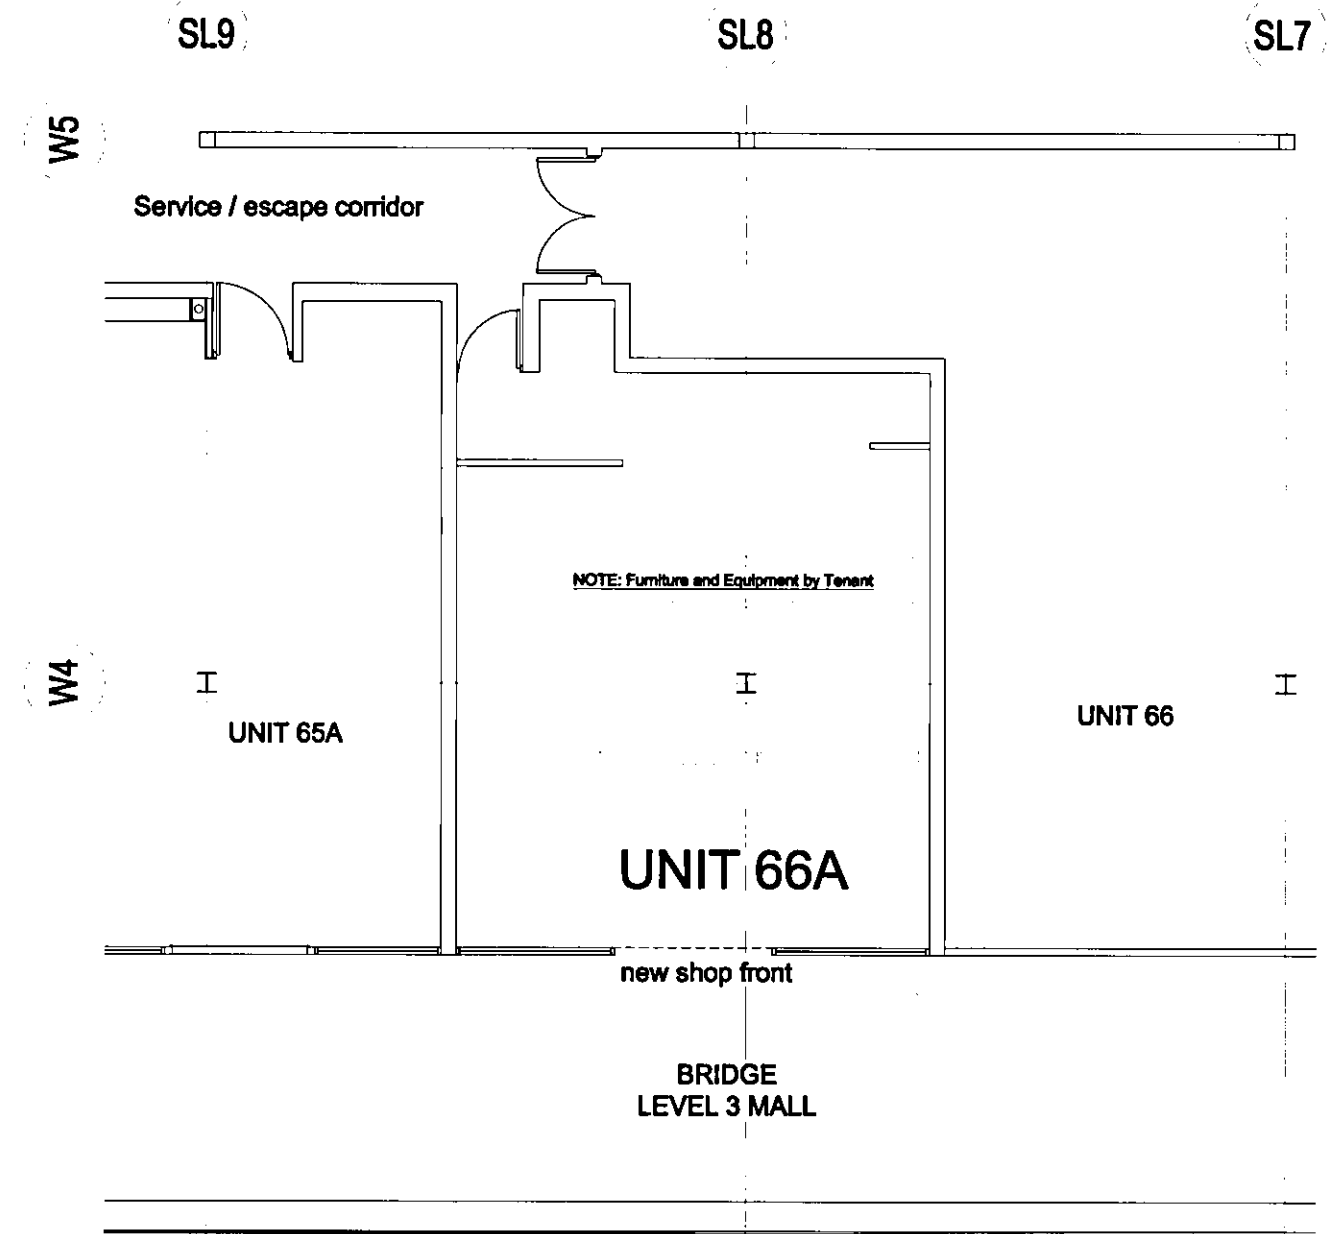 SL9
SL8
SL7
W5
Service / escape corridor
NOTE: Furniture and Equipment by Tenant
W4
UNIT 65A
UNIT 66
UNIT 66A
new shop front
BRIDGE
LEVEL 3 MALL